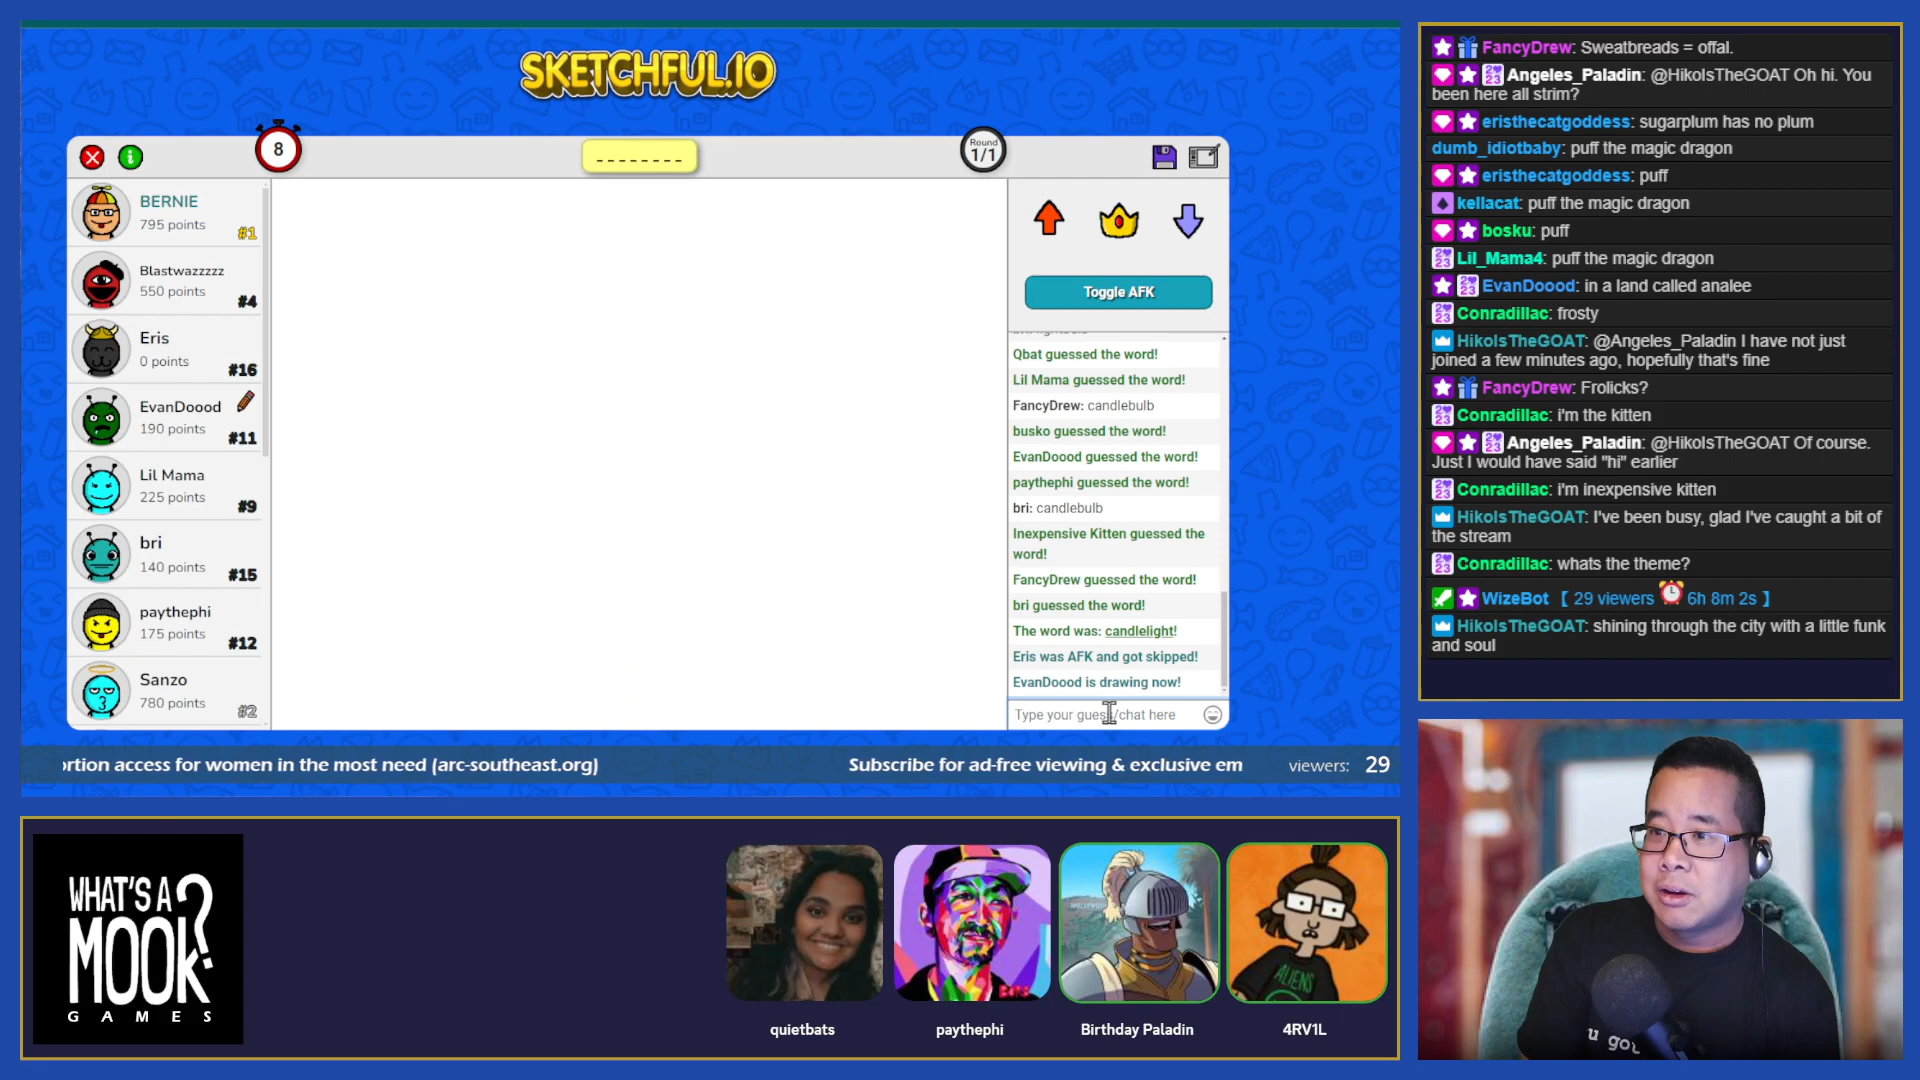 SKETCHFUL.IO
8
--------
Round
1/1
BERNIE
795 points
#1
Blastwazzzzz
550 points
#4
Eris
0 points
#16
EvanDoood
190 points
#11
Lil Mama
225 points
#9
bri
140 points
#15
paythephi
175 points
#12
Sanzo
780 points
#2
Toggle AFK
Qbat guessed the word!
Lil Mama guessed the word!
FancyDrew: candlebulb
busko guessed the word!
EvanDoood guessed the word!
paythephi guessed the word!
bri: candlebulb
Inexpensive Kitten guessed the
word!
FancyDrew guessed the word!
bri guessed the word!
The word was: candlelight!
Eris was AFK and got skipped!
EvanDoood is drawing now!
Type your guess/chat here
ortion access for women in the most need (arc-southeast.org)
Subscribe for ad-free viewing & exclusive em
viewers: 29
WHAT'S A
MOOK?
GAMES
quietbats
paythephi
Birthday Paladin
ALIENS
4RV1L
FancyDrew: Sweatbreads = offal.
Angeles_Paladin: @HikoIsTheGOAT Oh hi. You
been here all strim?
eristhecatgoddess: sugarplum has no plum
dumb_idiotbaby: puff the magic dragon
eristhecatgoddess: puff
kellacat: puff the magic dragon
bosku: puff
Lil_Mama4: puff the magic dragon
EvanDoood: in a land called analee
Conradillac: frosty
HikoIsTheGOAT: @Angeles_Paladin I have not just
joined a few minutes ago, hopefully that's fine
FancyDrew: Frolicks?
Conradillac: i'm the kitten
Angeles_Paladin: @HikoIsTheGOAT Of course.
Just I would have said "hi" earlier
Conradillac: i'm inexpensive kitten
HikoIsTheGOAT: I've been busy, glad I've caught a bit of
the stream
Conradillac: whats the theme?
WizeBot 【 29 viewers 6h 8m 2s 】
HikoIsTheGOAT: shining through the city with a little funk
and soul
u got